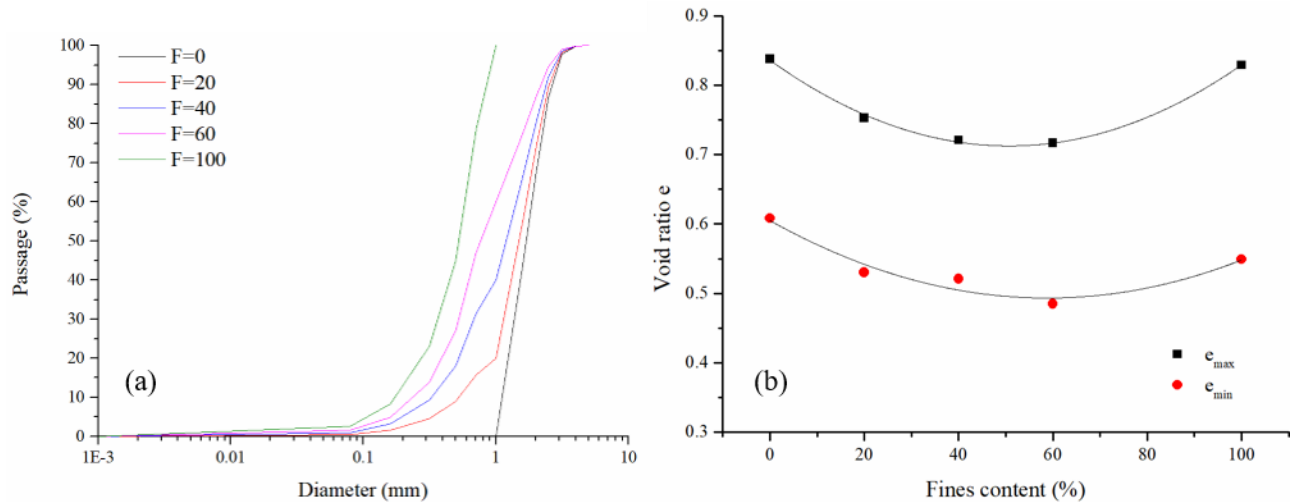 100
90
80
70
60
50
40
30
20
10
0
Passage (%)
F=0
F=20
F=40
F=60
F=100
(a)
1E-3
0.01
0.1
1
10
Diameter (mm)
0.9
0.8
0.7
0.6
0.5
0.4
0.3
Void ratio e
(b)
emax
emin
0
20
40
60
80
100
Fines content (%)